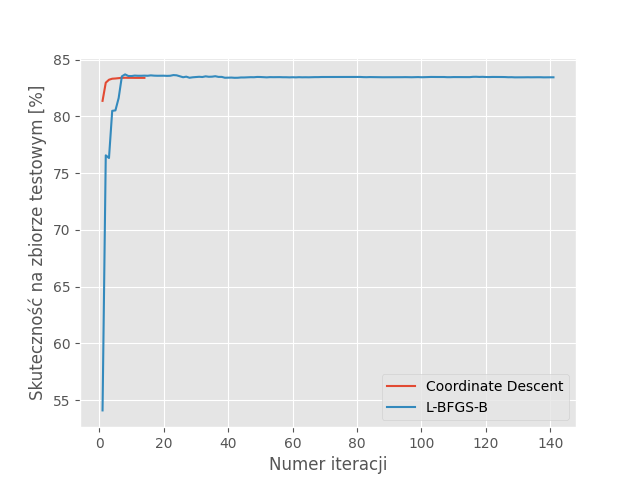 85
80
75
70
65
60
55
Skuteczność na zbiorze testowym [%]
Coordinate Descent
L-BFGS-B
0 20 40 60 80 100 120 140
Numer iteracji